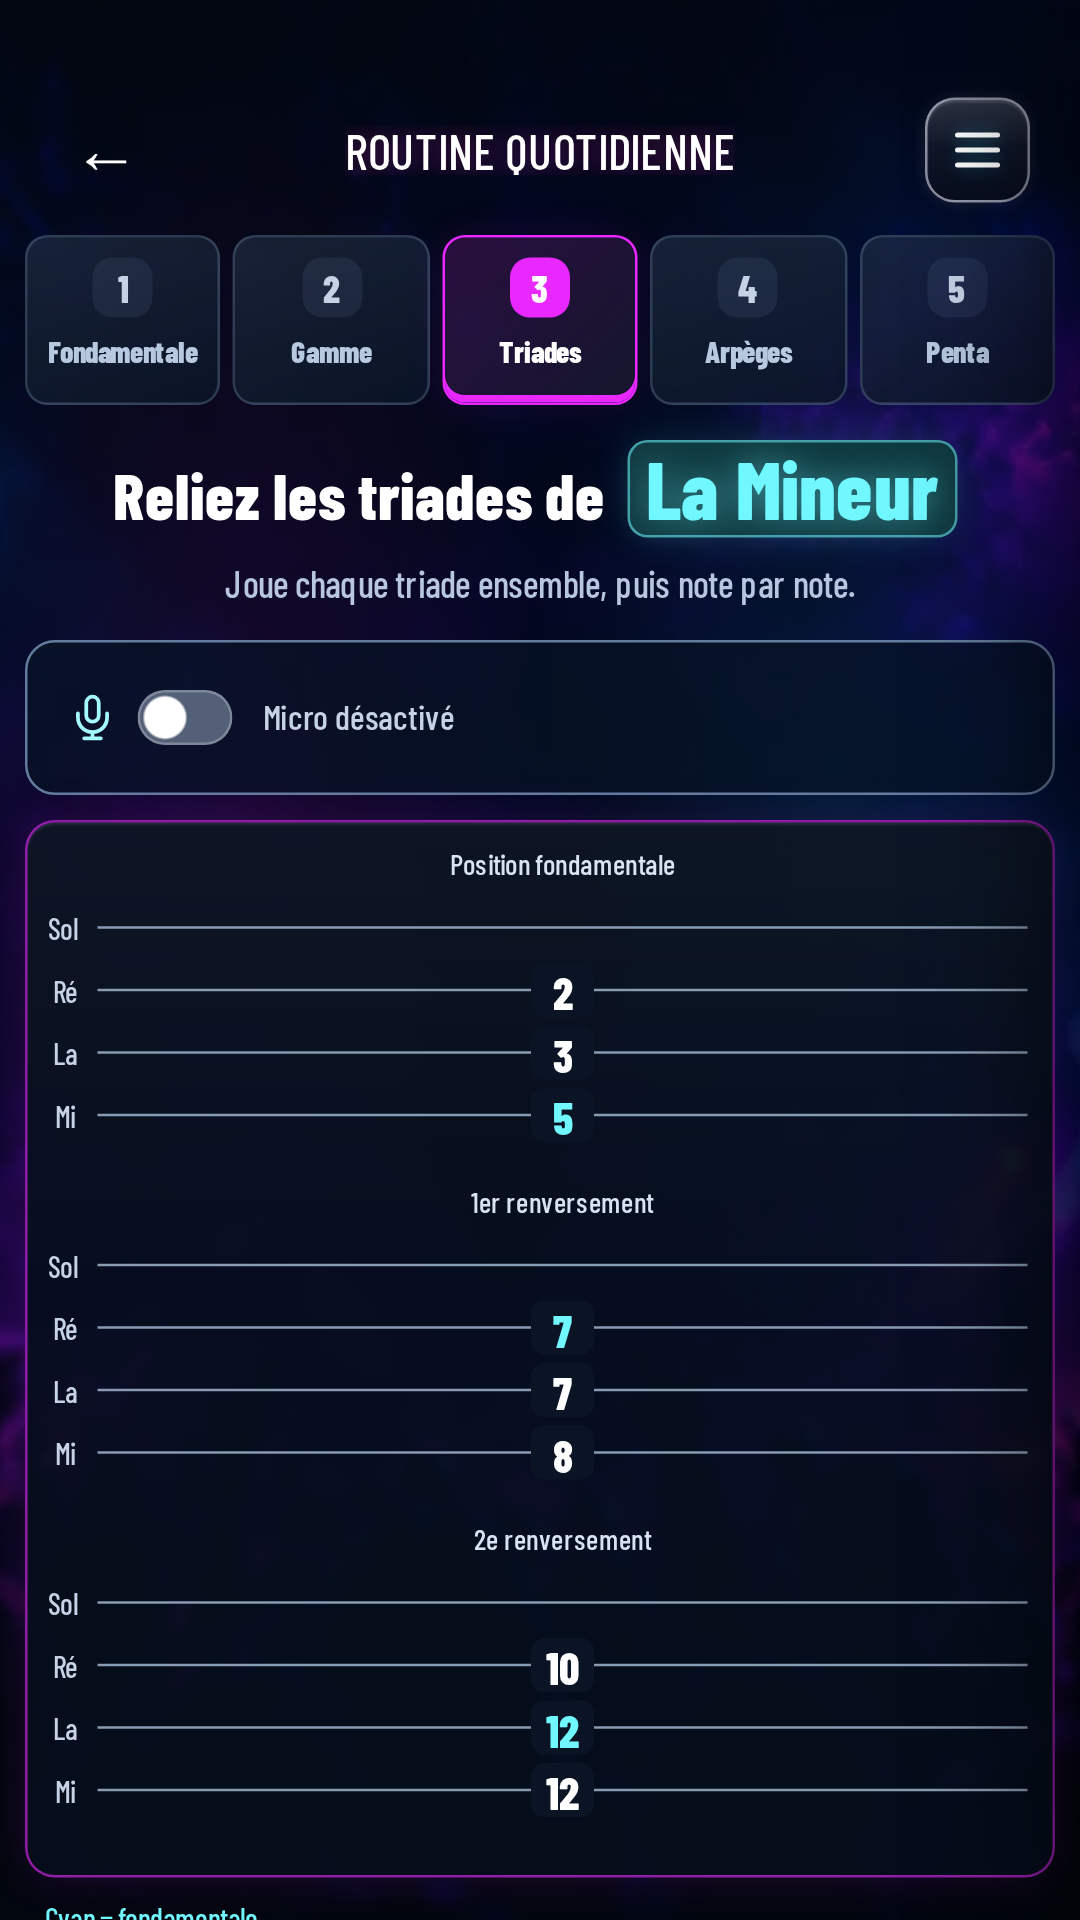 ←
ROUTINE QUOTIDIENNE
1 2 3 4 5
Fondamentale Gamme Triades Arpèges Penta
Reliez les triades de La Mineur
Joue chaque triade ensemble, puis note par note.
Micro désactivé
Position fondamentale
Sol
Ré 2
La 3
Mi 5
1er renversement
Sol
Ré 7
La 7
Mi 8
2e renversement
Sol
Ré 10
La 12
Mi 12
Cyan = fondamentale